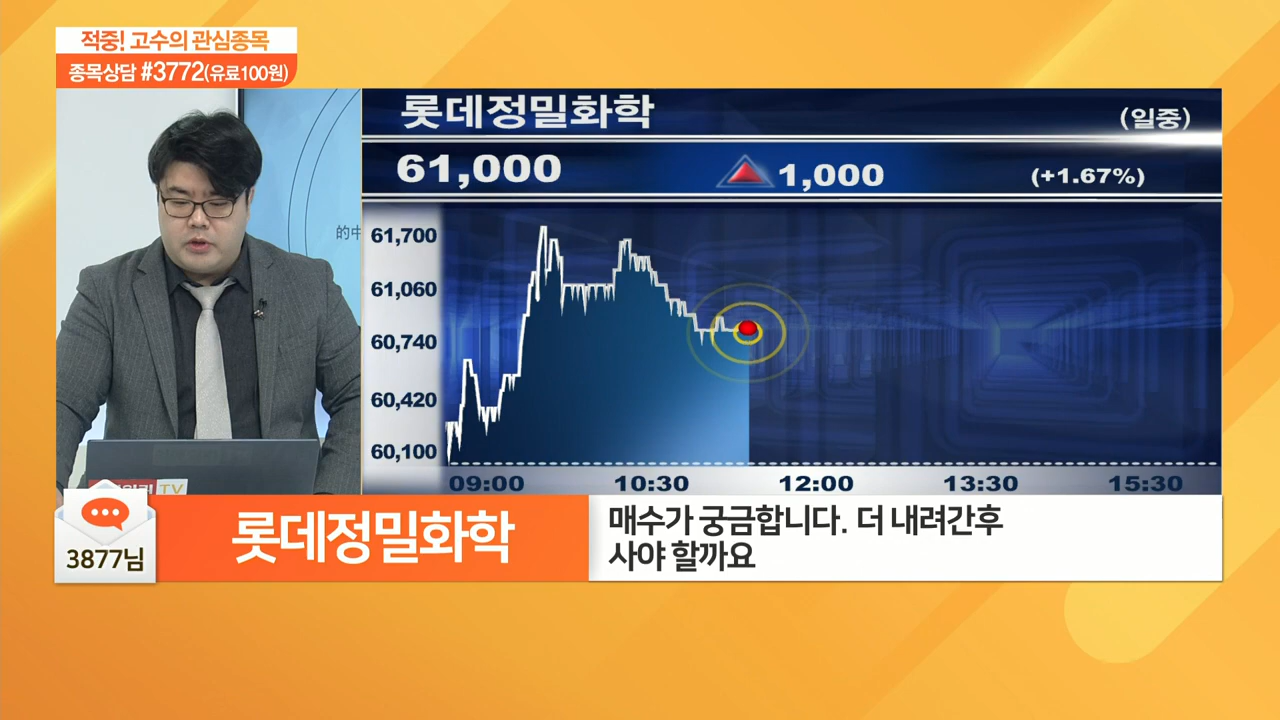 적중! 고수의 관심종목
종목상담 #3772(유료100원)
的中
롯데정밀화학
(일중)
61,000
1,000
(+1.67%)
61,700
61,060
60,740
60,420
60,100
09:00
10:30
12:00
13:30
15:30
TV
3877님
롯데정밀화학
매수가 궁금합니다. 더 내려간후
사야 할까요